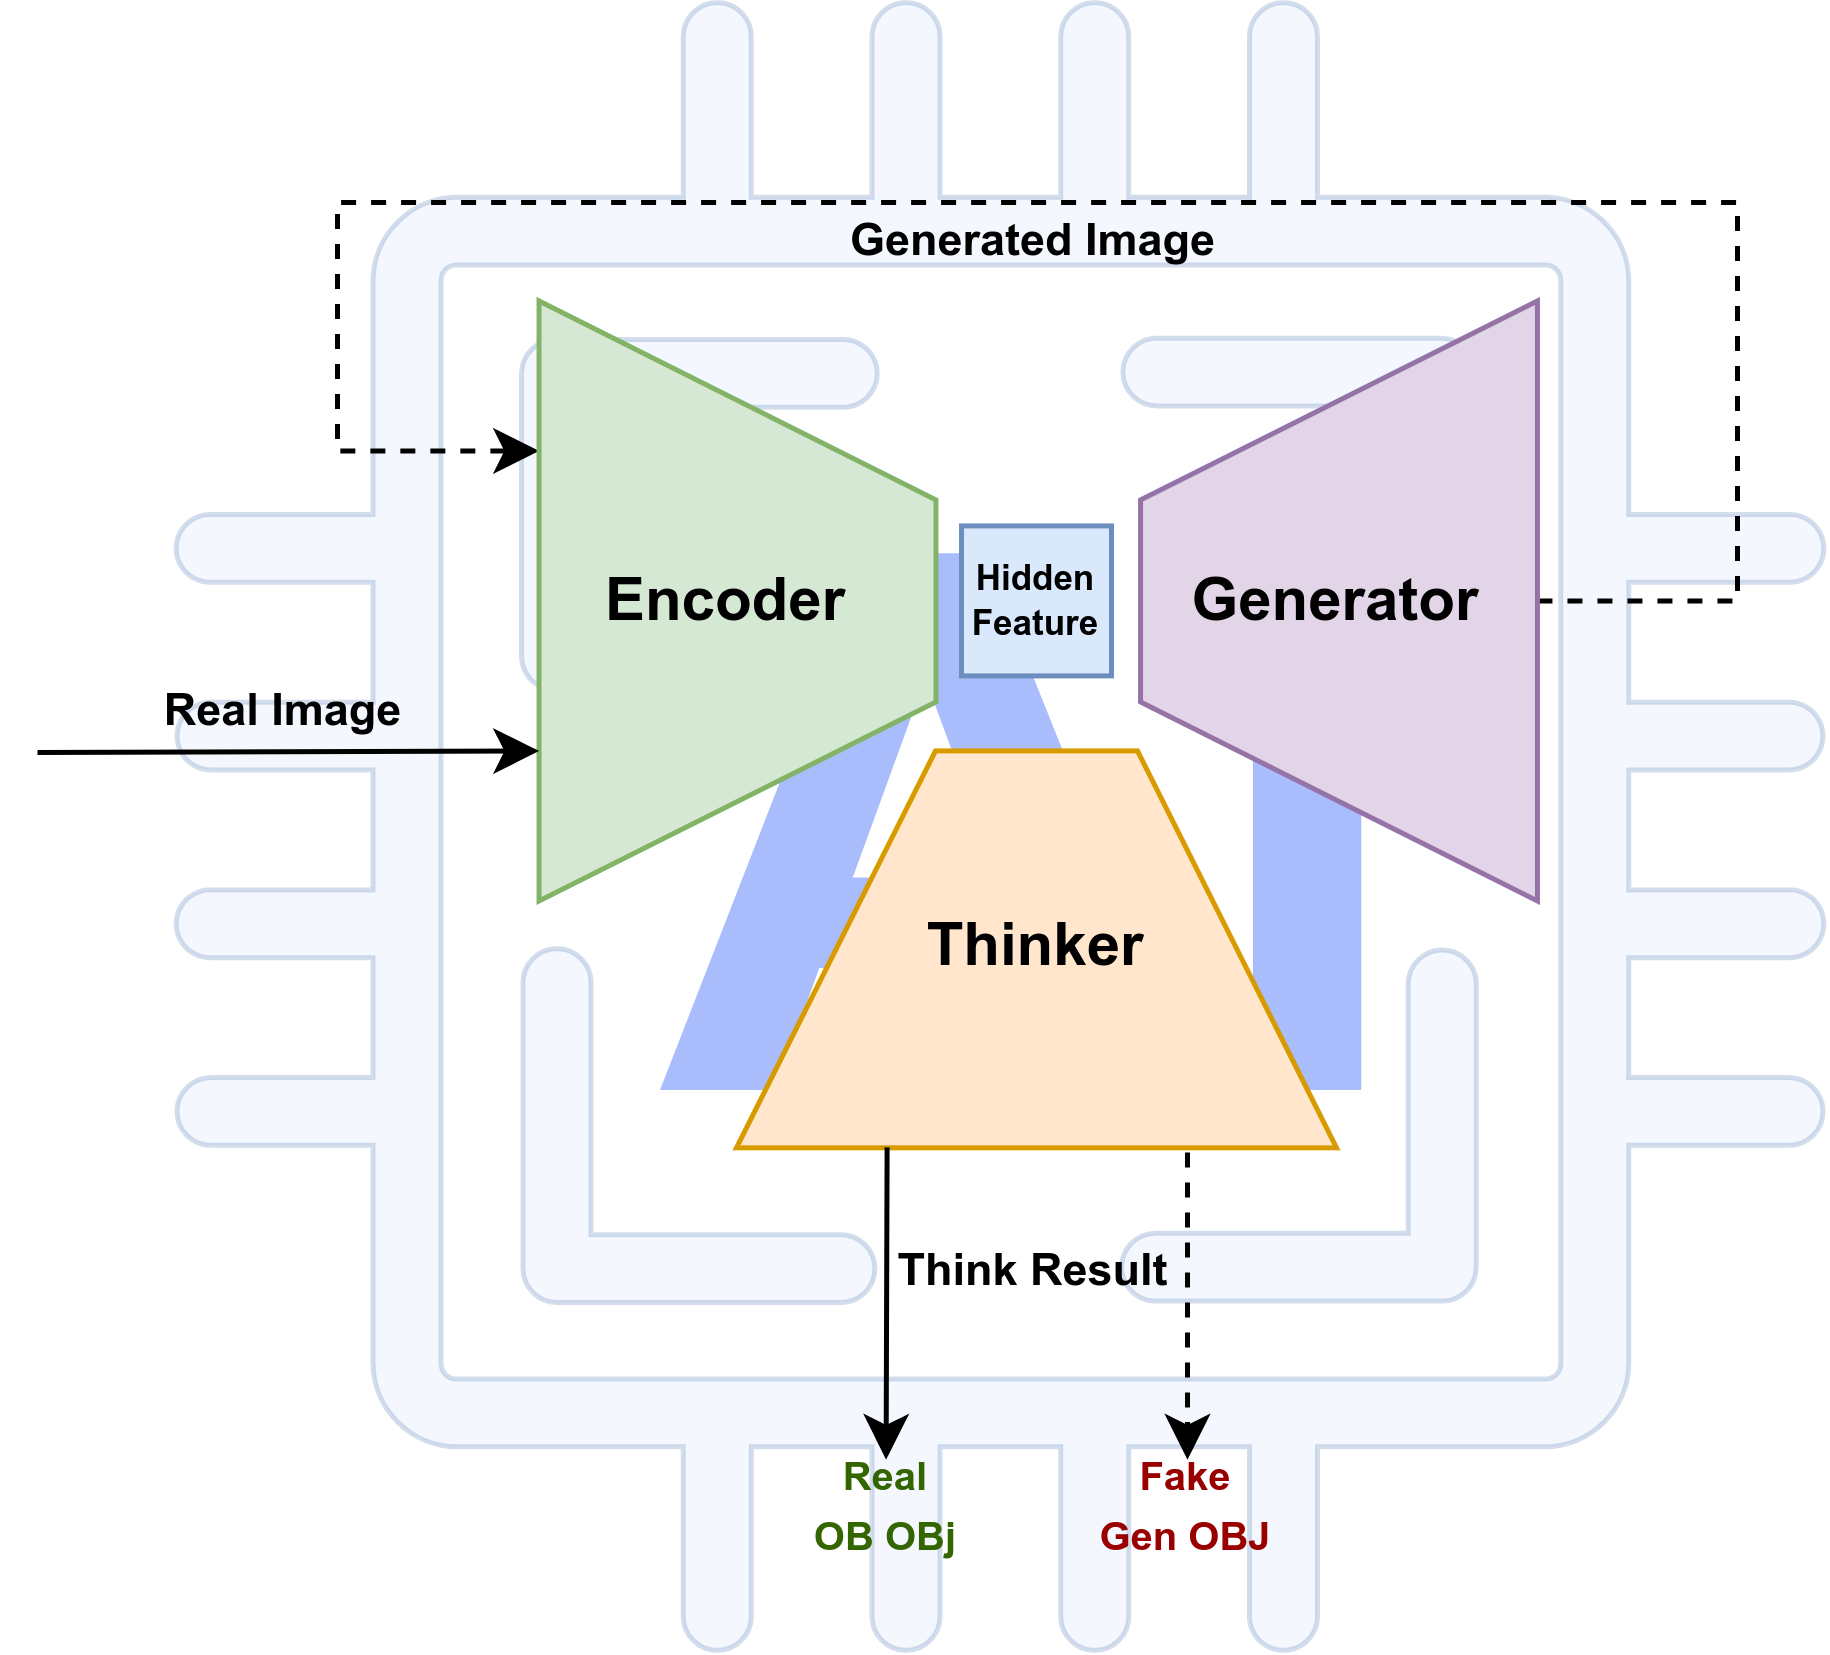 Generated Image
Encoder
Hidden
Feature
Generator
Real Image
Thinker
Think Result
Real
OB OBj
Fake
Gen OBJ